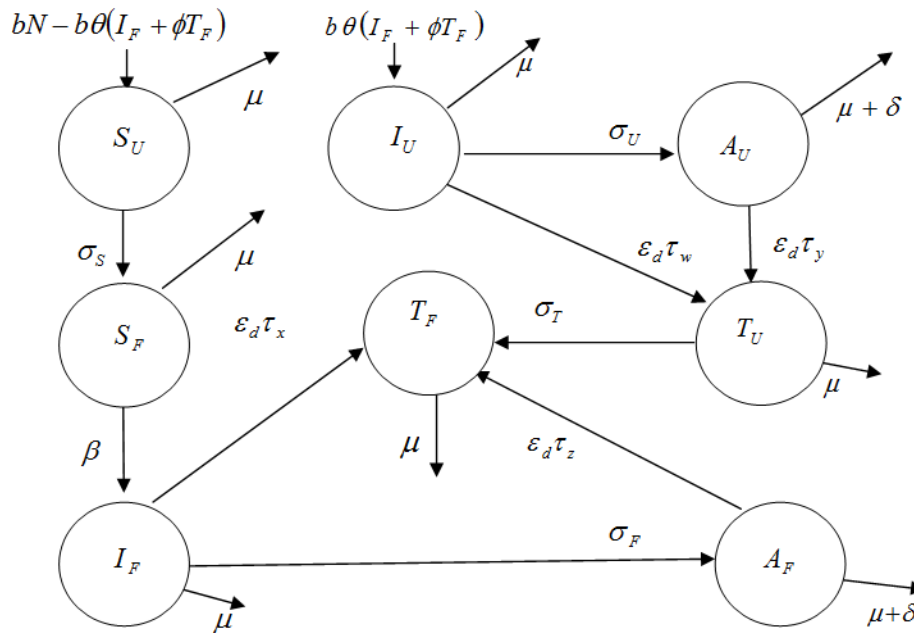 bN − bθ(I_F + ϕT_F)
bθ(I_F + ϕT_F)
μ
μ
S_U
I_U
σ_U
A_U
μ + δ
σ_S
μ
ε_d τ_w
ε_d τ_y
S_F
ε_d τ_x
T_F
σ_T
T_U
μ
β
μ
ε_d τ_z
I_F
σ_F
A_F
μ
μ+δ